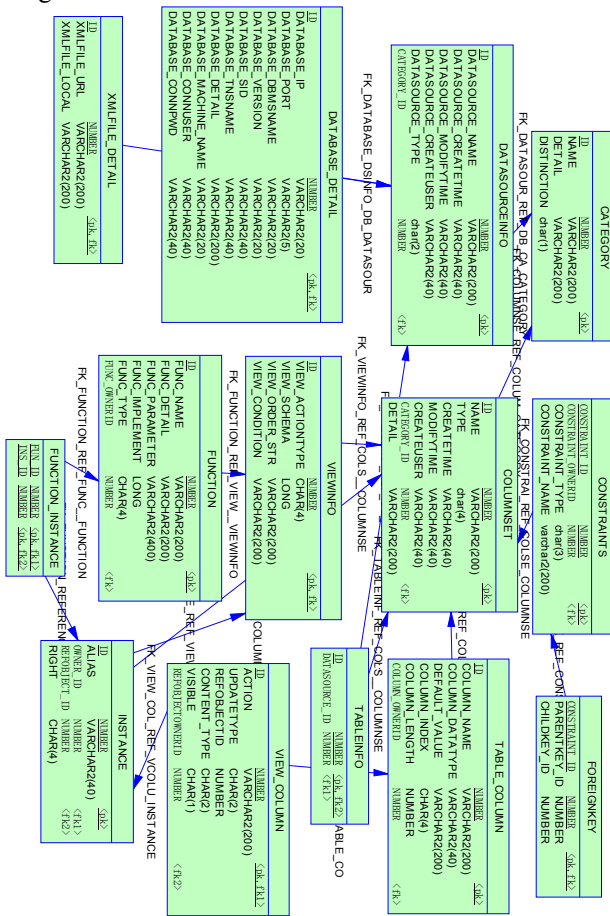 CATEGORY
ID NUMBER <pk>
NAME VARCHAR2(200)
DETAIL VARCHAR2(200)
DISTINCTION char(1)
CONSTRAINTS
CONSTRAINT_ID NUMBER <pk>
CONSTRAINT_OWNERID NUMBER <fk>
CONSTRAINT_TYPE char(3)
CONSTRAINT_NAME varchar2(200)
FOREIGNKEY
CONSTRAINT_ID NUMBER <pk,fk>
PARENTKEY_ID NUMBER
CHILDKEY_ID NUMBER
DATASOURCEINFO
ID NUMBER <pk>
DATASOURCE_NAME VARCHAR2(200)
DATASOURCE_CREATETIME VARCHAR2(40)
DATASOURCE_MODIFYTIME VARCHAR2(40)
DATASOURCE_CREATEUSER VARCHAR2(40)
DATASOURCE_TYPE char(2)
CATEGORY_ID NUMBER <fk>
COLUMNSET
ID NUMBER <pk>
NAME VARCHAR2(200)
TYPE char(4)
CREATETIME VARCHAR2(40)
MODIFYTIME VARCHAR2(40)
CREATEUSER VARCHAR2(40)
CATEGORY_ID NUMBER <fk>
DETAIL VARCHAR2(200)
TABLE_COLUMN
ID NUMBER <pk>
COLUMN_NAME VARCHAR2(200)
COLUMN_DATATYPE VARCHAR2(40)
DEFAULT_VALUE VARCHAR2(200)
COLUMN_INDEX CHAR(4)
COLUMN_LENGTH NUMBER
COLUMN_OWNERID NUMBER <fk>
DATABASE_DETAIL
ID NUMBER <pk,fk>
DATABASE_IP VARCHAR2(20)
DATABASE_PORT VARCHAR2(5)
DATABASE_DBMSNAME VARCHAR2(40)
DATABASE_VERSION VARCHAR2(20)
DATABASE_SID VARCHAR2(40)
DATABASE_TNSNAME VARCHAR2(40)
DATABASE_DETAIL VARCHAR2(200)
DATABASE_MACHINE_NAME VARCHAR2(20)
DATABASE_CONNUSER VARCHAR2(40)
DATABASE_CONNPWD VARCHAR2(40)
VIEWINFO
ID NUMBER <pk,fk>
VIEW_ACTIONTYPE CHAR(4)
VIEW_SCHEMA LONG
VIEW_ORDER_STR VARCHAR2(200)
VIEW_CONDITION VARCHAR2(200)
TABLEINFO
ID NUMBER <pk,fk2>
DATASOURCE_ID NUMBER <fk1>
XMLFILE_DETAIL
ID NUMBER <pk,fk>
XMLFILE_URL VARCHAR2(200)
XMLFILE_LOCAL VARCHAR2(200)
FUNCTION
ID NUMBER <pk>
FUNC_NAME VARCHAR2(200)
FUNC_DETAIL VARCHAR2(200)
FUNC_PARAMETER VARCHAR2(400)
FUNC_IMPLEMENT LONG
FUNC_TYPE CHAR(4)
FUNC_OWNERID NUMBER <fk>
VIEW_COLUMN
ID NUMBER <pk,fk1>
ACTION VARCHAR2(200)
UPDATETYPE CHAR(2)
REFOBJECTID NUMBER
CONTENT_TYPE CHAR(2)
VISIBLE CHAR(1)
REFOBJECTOWNERID NUMBER <fk2>
FUNCTION_INSTANCE
FUN_ID NUMBER <pk,fk1>
INS_ID NUMBER <pk,fk2>
INSTANCE
ID NUMBER <pk>
ALIAS VARCHAR2(40)
OWNER_ID NUMBER <fk1>
REFOBJECT_ID NUMBER <fk2>
RIGHT CHAR(4)
FK_DATABASE_DSINFO_DB_DATASOUR
FK_DATASOUR_REF_DB_CA_CATEGORY
FK_CONSTRAI_REF_COLSE_COLUMNSE
FK_VIEWINFO_REF_COLS__COLUMNSE
FK_TABLEINF_REF_COLS__COLUMNSE
FK_FUNCTION_REF_VIEW__VIEWINFO
FK_FUNCTION_REF_FUNC__FUNCTION
FK_VIEW_COL_REF_VCOLU_INSTANCE